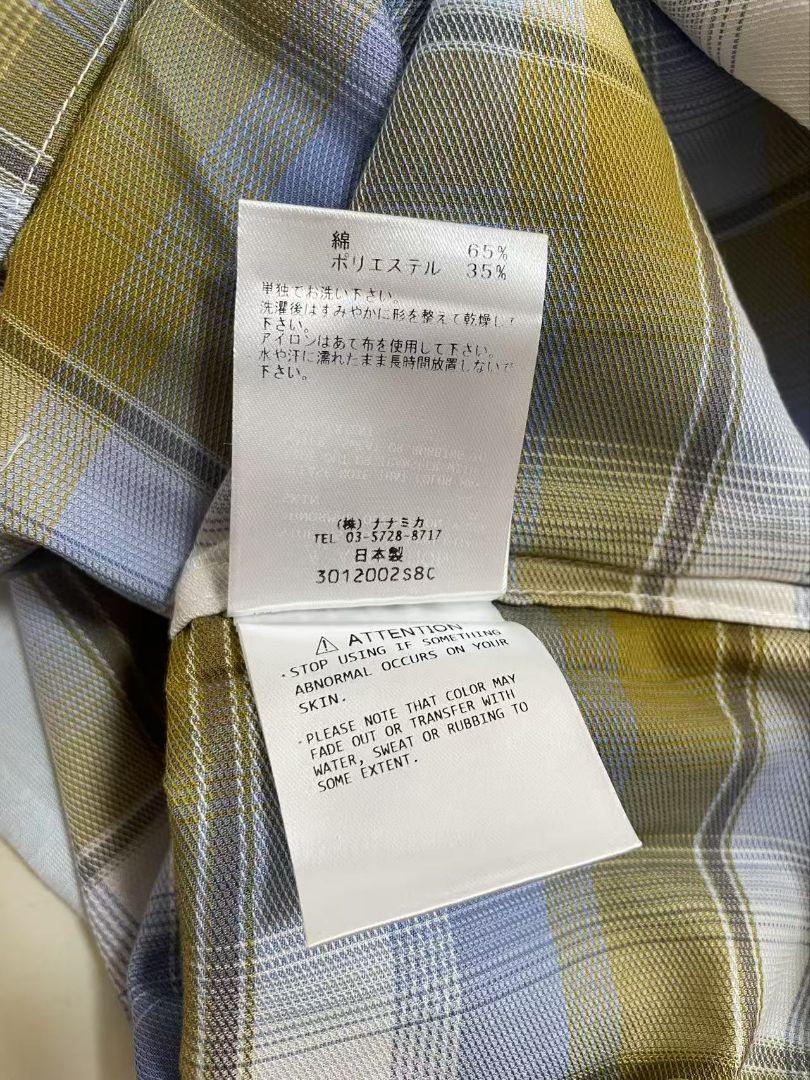 綿 65%
ポリエステル 35%
単独でお洗い下さい。
洗濯後はすみやかに形を整えて乾燥して
下さい。
アイロンはあて布を使用して下さい。
水や汗に濡れたまま長時間放置しないで
下さい。
(株) ナナミカ
TEL 03-5728-8717
日本製
3012002S8C
⚠ ATTENTION
·STOP USING IF SOMETHING
ABNORMAL OCCURS ON YOUR
SKIN.
·PLEASE NOTE THAT COLOR MAY
FADE OUT OR TRANSFER WITH
WATER, SWEAT OR RUBBING TO
SOME EXTENT.